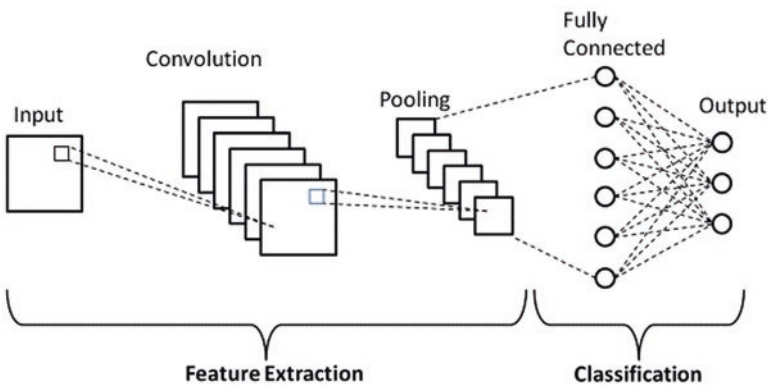 Input
Convolution
Pooling
Fully
Connected
Output
Feature Extraction
Classification